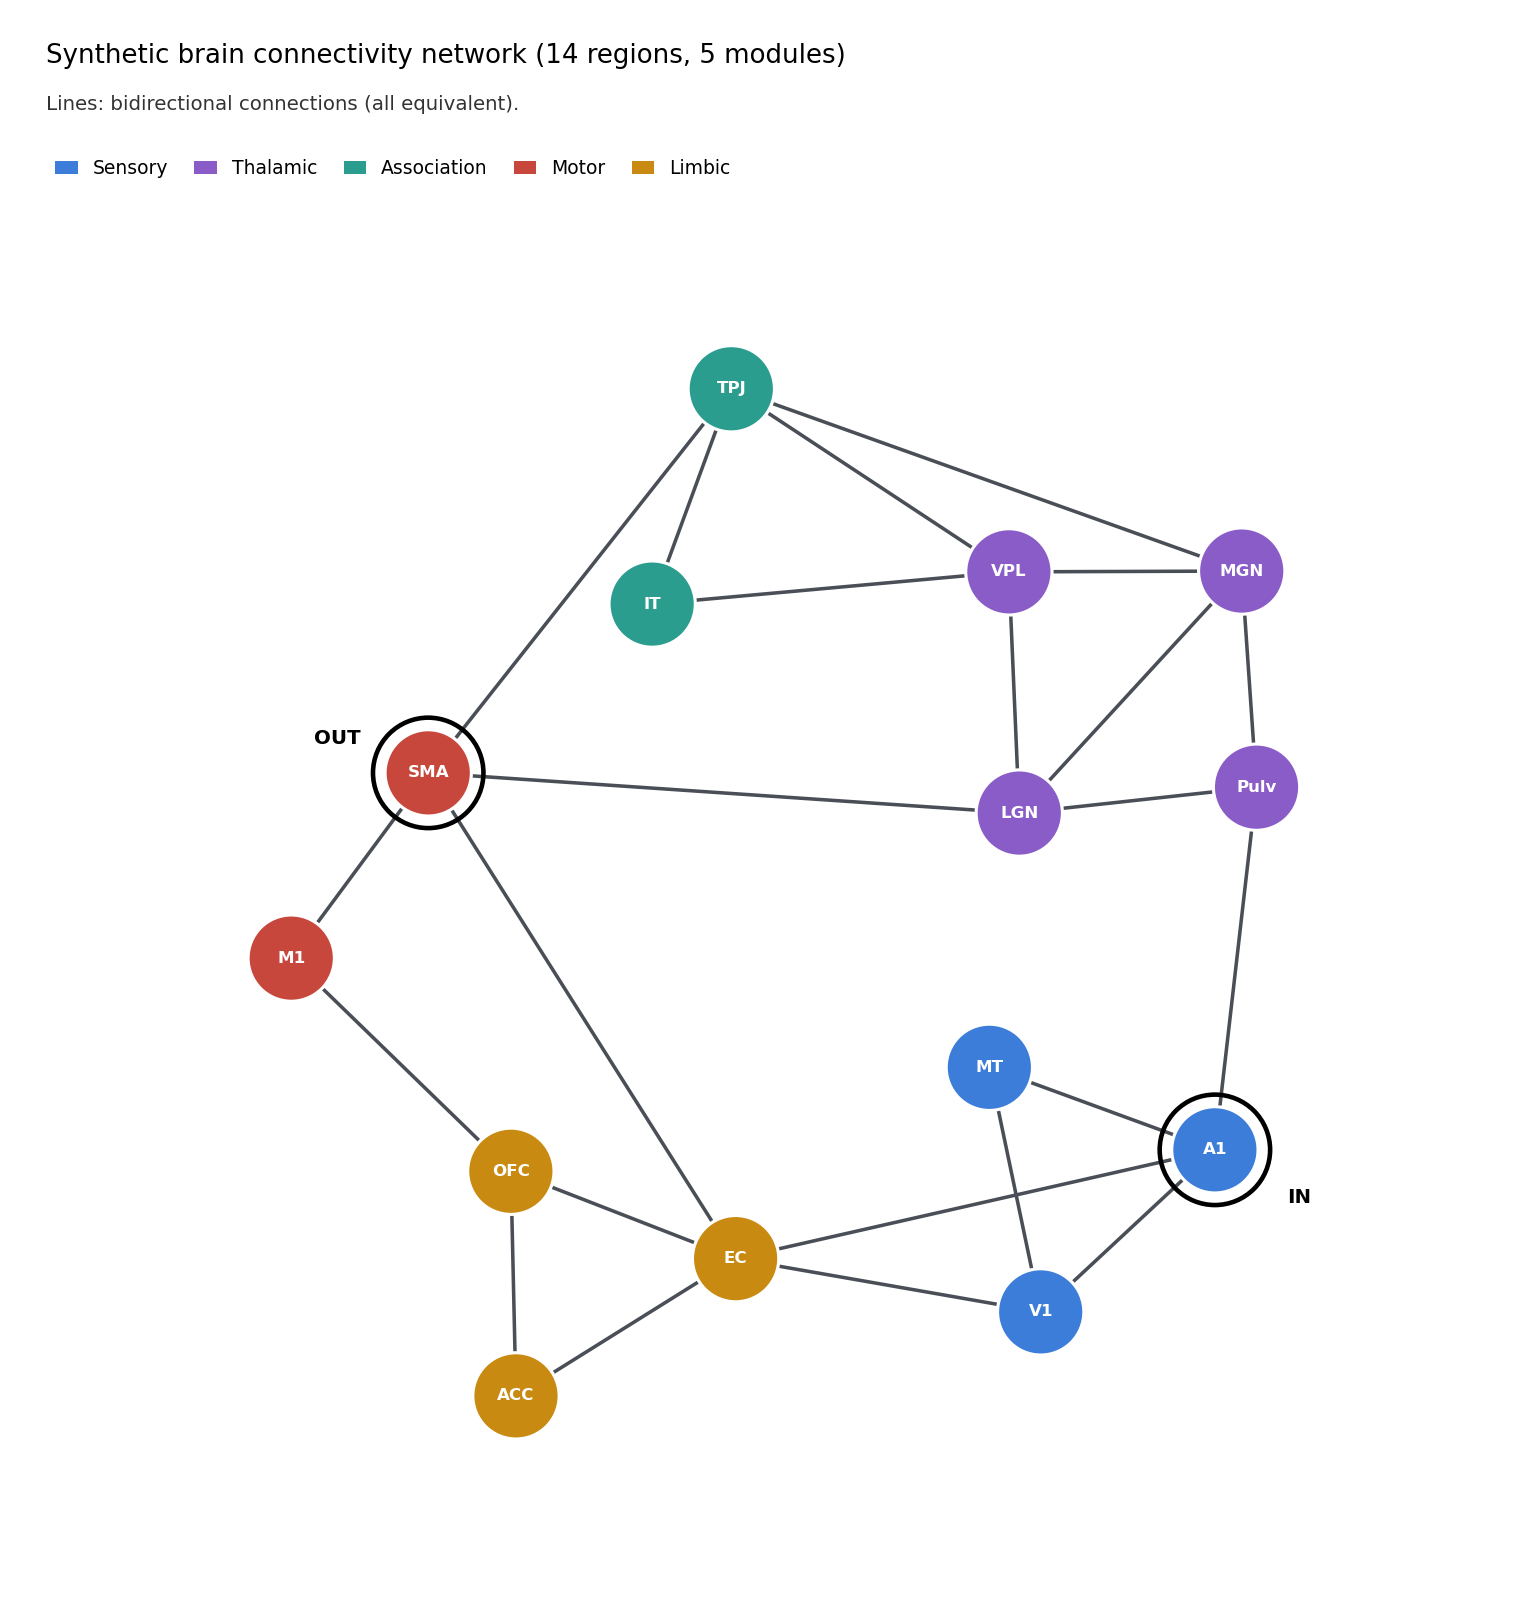 Synthetic brain connectivity network (14 regions, 5 modules)
Lines: bidirectional connections (all equivalent).
Sensory Thalamic Association Motor Limbic
TPJ
VPL MGN
IT
OUT
SMA
Pulv
LGN
M1
MT
A1
OFC
IN
EC
V1
ACC